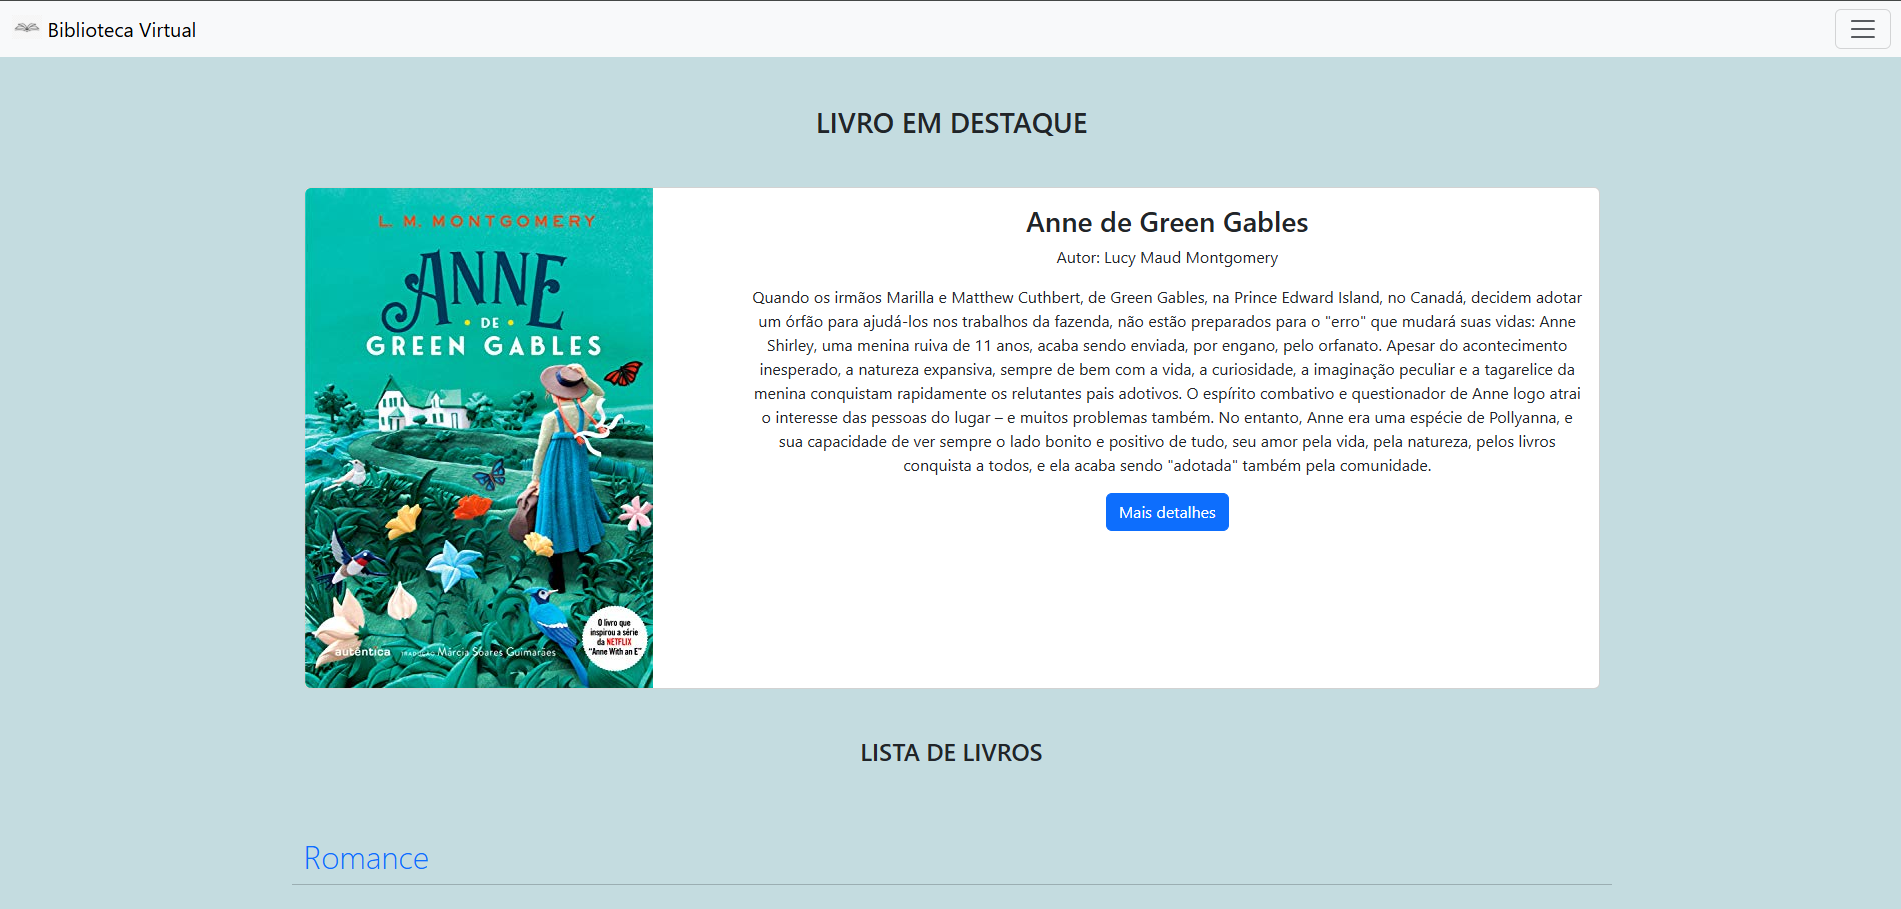 Biblioteca Virtual
LIVRO EM DESTAQUE
L. M. MONTGOMERY
ANNE
• DE •
GREEN GABLES
O livro que
inspirou a série
da NETFLIX
"Anne With an E"
autêntica TRADUÇÃO Márcia Soares Guimarães
Anne de Green Gables
Autor: Lucy Maud Montgomery
Quando os irmãos Marilla e Matthew Cuthbert, de Green Gables, na Prince Edward Island, no Canadá, decidem adotar
um órfão para ajudá-los nos trabalhos da fazenda, não estão preparados para o "erro" que mudará suas vidas: Anne
Shirley, uma menina ruiva de 11 anos, acaba sendo enviada, por engano, pelo orfanato. Apesar do acontecimento
inesperado, a natureza expansiva, sempre de bem com a vida, a curiosidade, a imaginação peculiar e a tagarelice da
menina conquistam rapidamente os relutantes pais adotivos. O espírito combativo e questionador de Anne logo atrai
o interesse das pessoas do lugar – e muitos problemas também. No entanto, Anne era uma espécie de Pollyanna, e
sua capacidade de ver sempre o lado bonito e positivo de tudo, seu amor pela vida, pela natureza, pelos livros
conquista a todos, e ela acaba sendo "adotada" também pela comunidade.
Mais detalhes
LISTA DE LIVROS
Romance